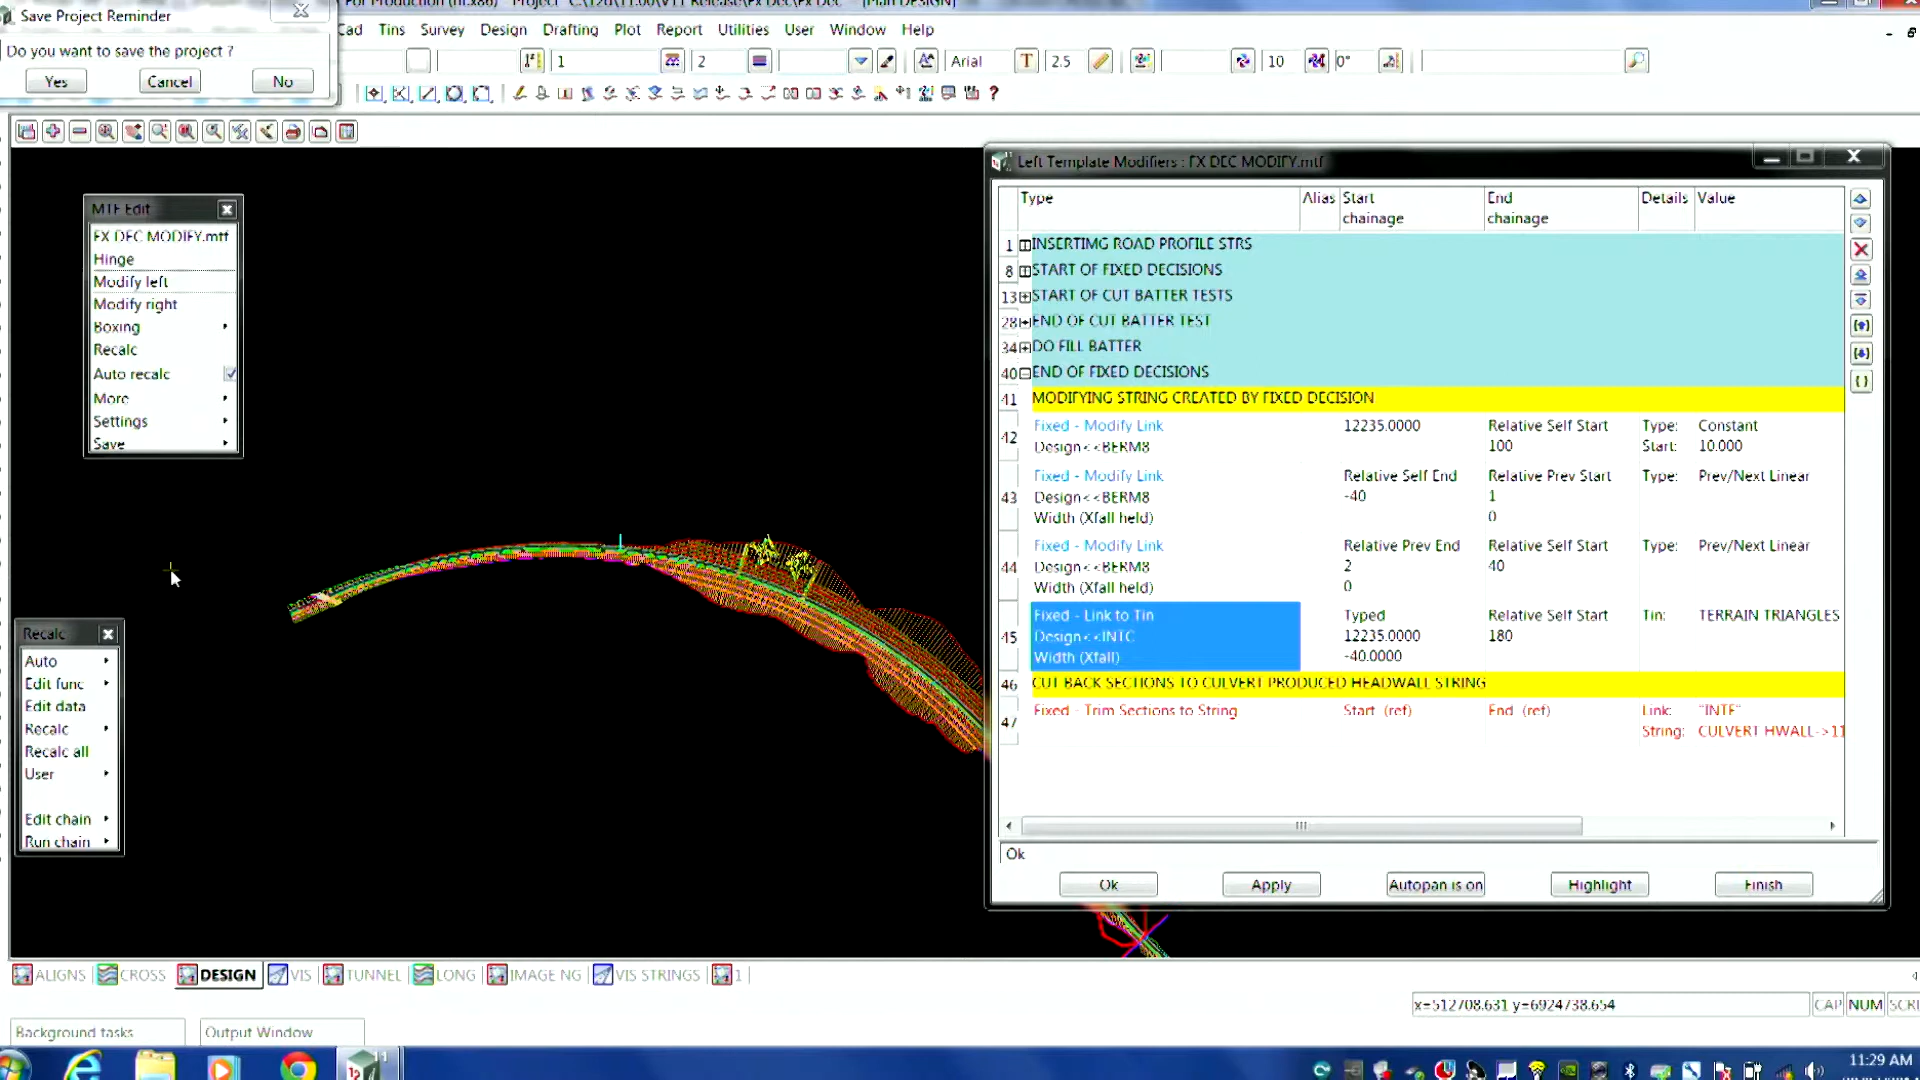 Save Project Reminder
Do you want to save the project ?
Yes
Cancel
No
Cad
Tins
Survey
Design
Drafting
Plot
Report
Utilities
User
Window
Help
1
2
Arial
T
2.5
10
0°
MTF Edit
FX DEC MODIFY.mtf
Hinge
Modify left
Modify right
Boxing
Recalc
Auto recalc
More
Settings
Save
Recalc
Auto
Edit func
Edit data
Recalc
Recalc all
User
Edit chain
Run chain
Left Template Modifiers : FX DEC MODIFY.mtf
Type Alias Start chainage End chainage Details Value
1 INSERTIMG ROAD PROFILE STRS
8 START OF FIXED DECISIONS
13 START OF CUT BATTER TESTS
28 END OF CUT BATTER TEST
34 DO FILL BATTER
40 END OF FIXED DECISIONS
41 MODIFYING STRING CREATED BY FIXED DECISION
42 Fixed - Modify Link 12235.0000 Relative Self Start Type: Constant
Design<<BERM8 100 Start: 10.000
43 Fixed - Modify Link Relative Self End Relative Prev Start Type: Prev/Next Linear
Design<<BERM8 -40 1
Width (Xfall held) 0
44 Fixed - Modify Link Relative Prev End Relative Self Start Type: Prev/Next Linear
Design<<BERM8 2 40
Width (Xfall held) 0
45 Fixed - Link to Tin Typed Relative Self Start Tin: TERRAIN TRIANGLES
Design<<INTC 12235.0000 180
Width (Xfall) -40.0000
46 CUT BACK SECTIONS TO CULVERT PRODUCED HEADWALL STRING
47 Fixed - Trim Sections to String Start (ref) End (ref) Link: "INTF"
String: CULVERT HWALL->11
Ok
Ok
Apply
Autopan is on
Highlight
Finish
ALIGNS
CROSS
DESIGN
VIS
TUNNEL
LONG
IMAGE NG
VIS STRINGS
1
x=512708.631 y=6924738.654
CAP
NUM
SCR
Background tasks
Output Window
11:29 AM